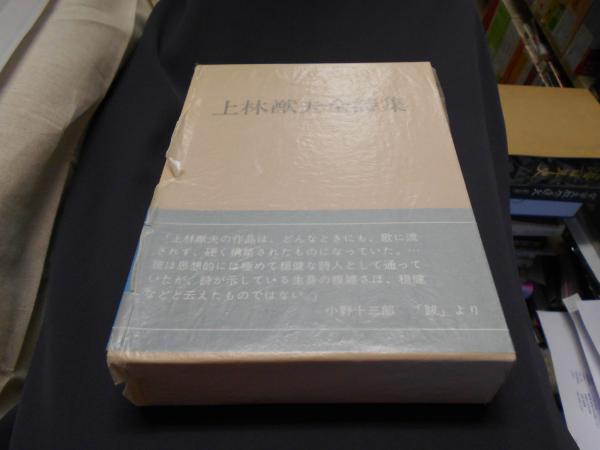 上林猷夫全詩集
「上林猷夫の作品は、どんなときにも、歌に流
されず、硬く構築されたものになっていた。…
彼は思想的には極めて穏健な詩人として通って
いたが、詩が示している生身の複雑さは、穏健
などと云えたものではない。」
小野十三郎 「跋」より